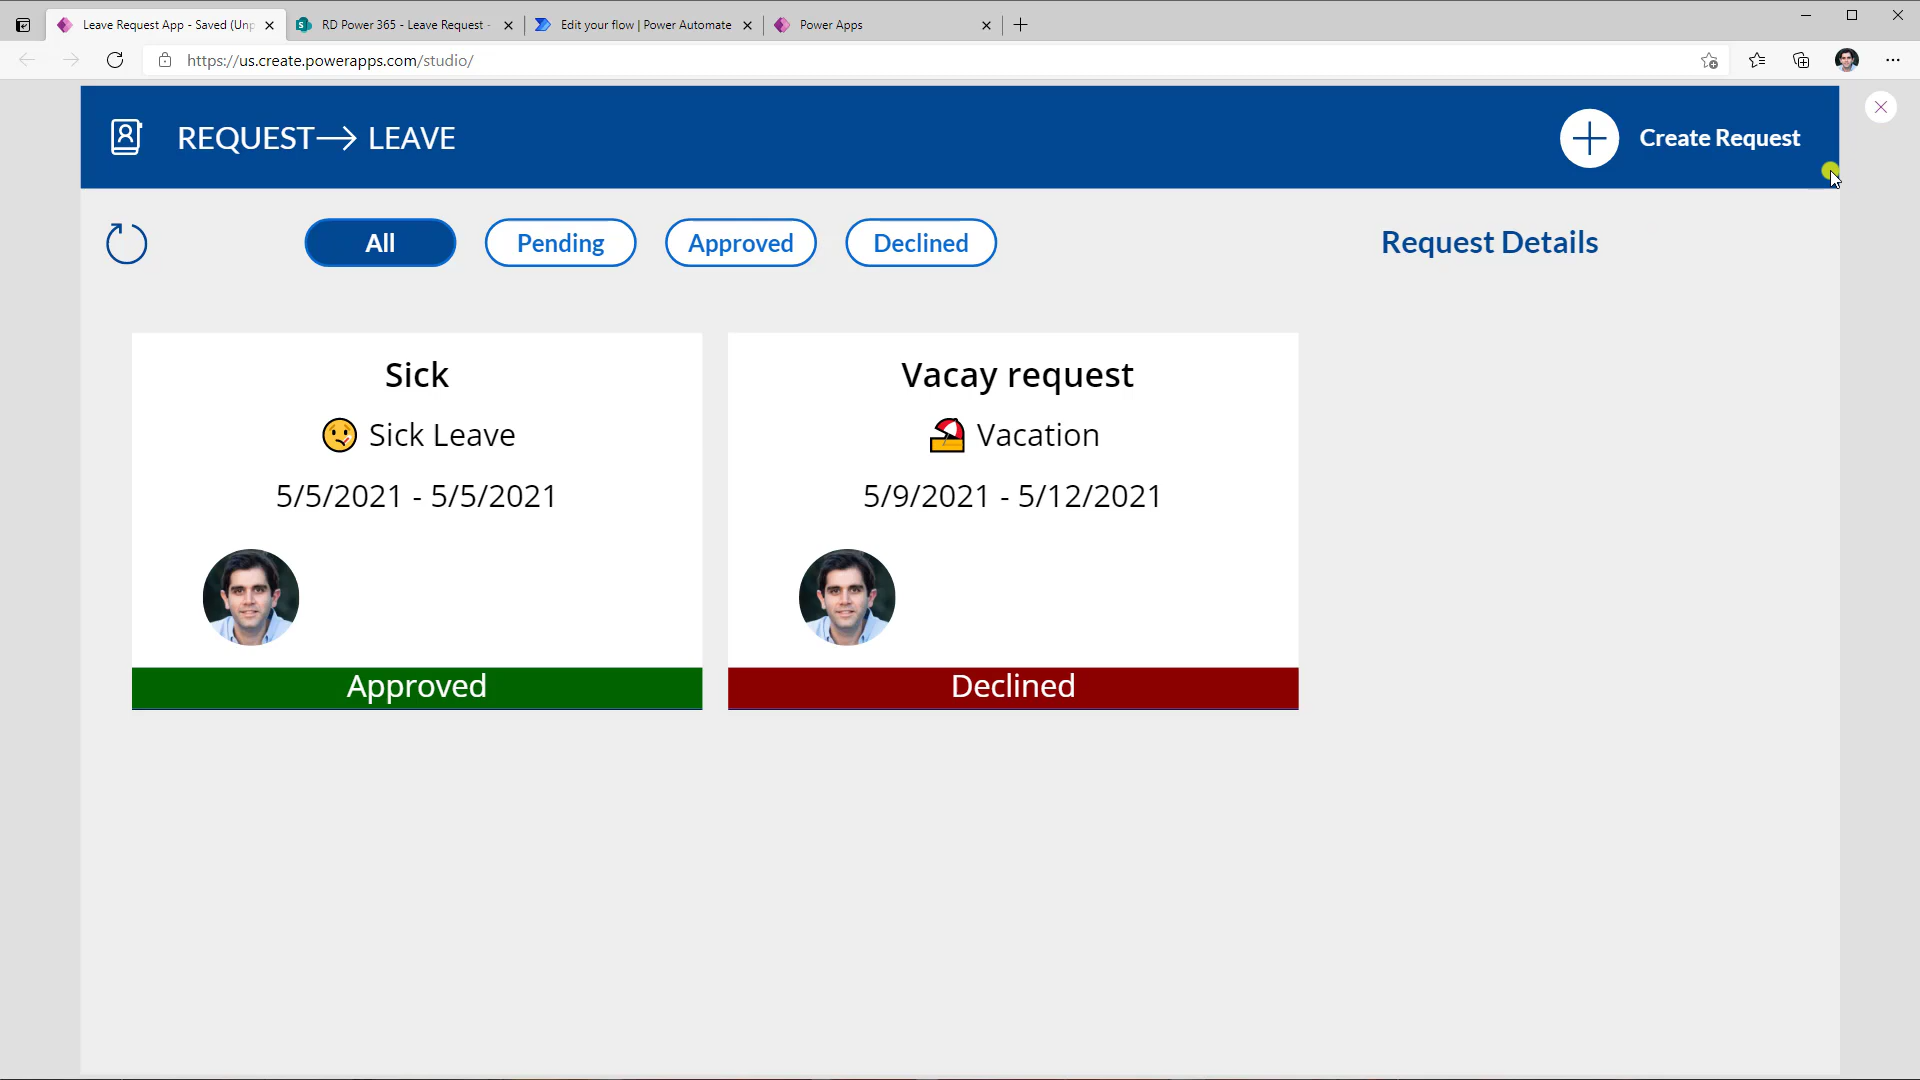 Leave Request App - Saved (Unp
RD Power 365 - Leave Request -
Edit your flow | Power Automate
Power Apps
https://us.create.powerapps.com/studio/
REQUEST→ LEAVE
Create Request
All
Pending
Approved
Declined
Request Details
Sick
Sick Leave
5/5/2021 - 5/5/2021
Approved
Vacay request
Vacation
5/9/2021 - 5/12/2021
Declined